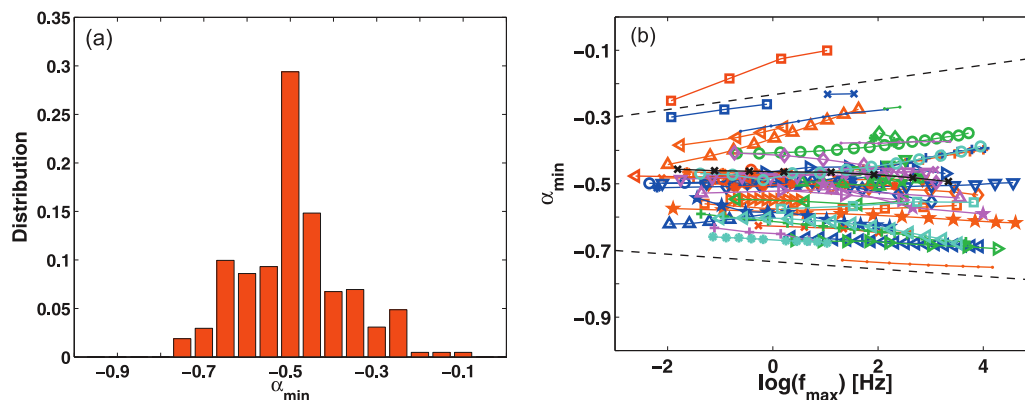 (a)
0.35
0.3
0.25
0.2
0.15
0.1
0.05
0
Distribution
−0.9 −0.7 −0.5 −0.3 −0.1
α_min
(b)
−0.1
−0.3
−0.5
−0.7
−0.9
α_min
−2 0 2 4
log(f_max) [Hz]